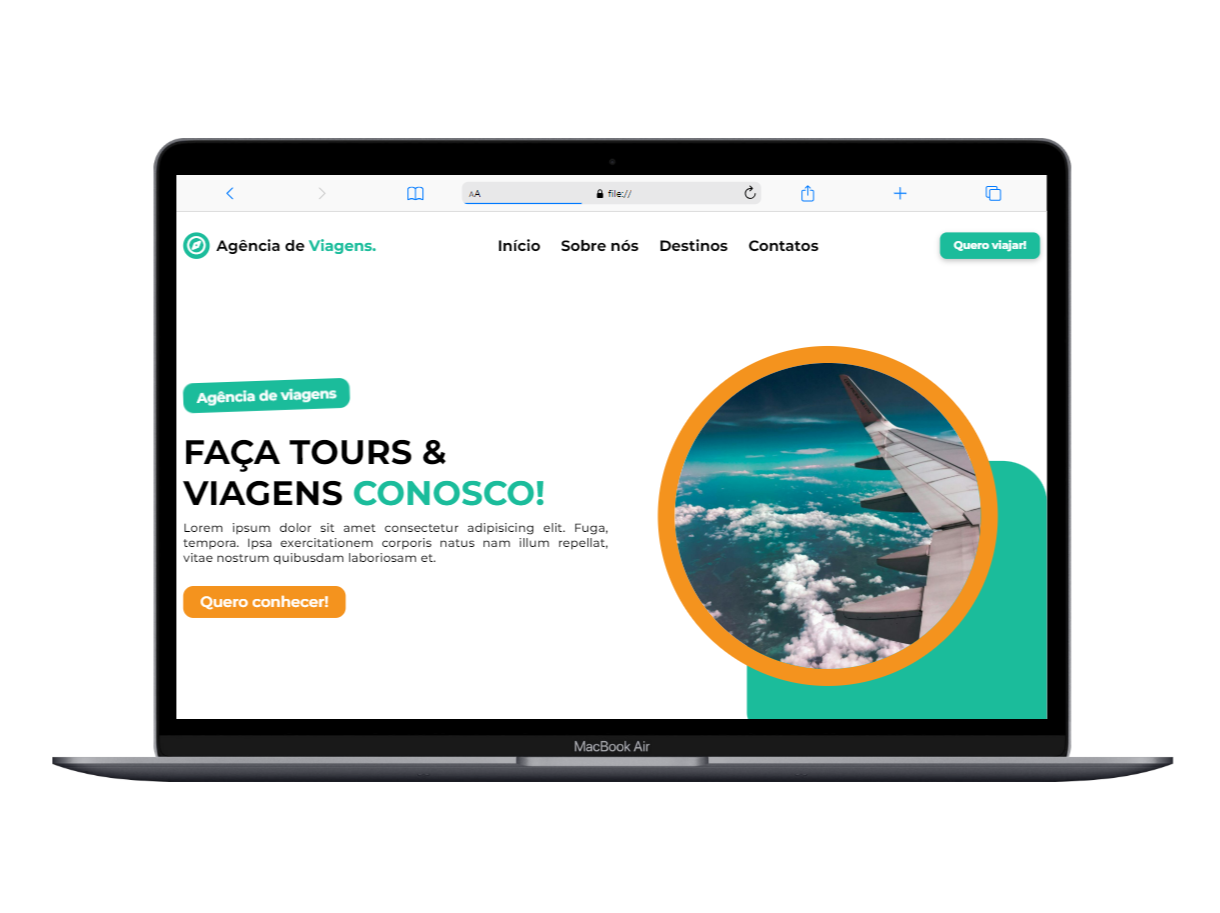 AA file://
Agência de Viagens. Início Sobre nós Destinos Contatos Quero viajar!
Agência de viagens
FAÇA TOURS &
VIAGENS CONOSCO!
Lorem ipsum dolor sit amet consectetur adipisicing elit. Fuga,
tempora. Ipsa exercitationem corporis natus nam illum repellat,
vitae nostrum quibusdam laboriosam et.
Quero conhecer!
MacBook Air